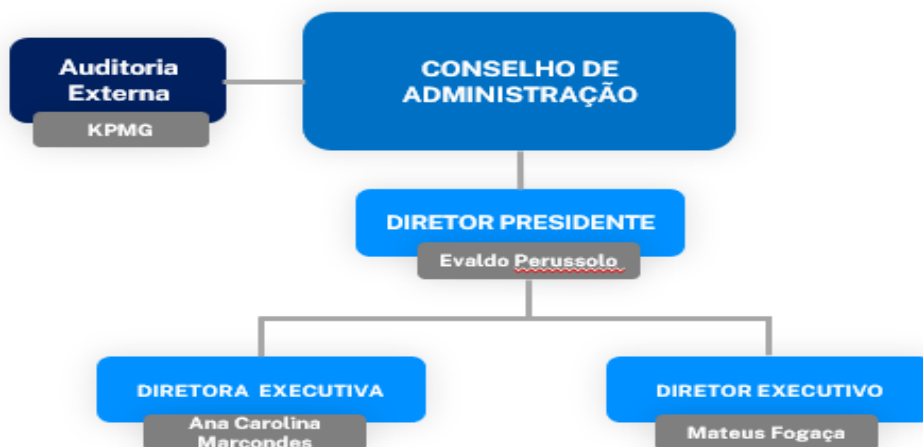 Auditoria
Externa
KPMG
CONSELHO DE
ADMINISTRAÇÃO
DIRETOR PRESIDENTE
Evaldo Perussolo
DIRETORA EXECUTIVA
Ana Carolina
Marcondes
DIRETOR EXECUTIVO
Mateus Fogaça